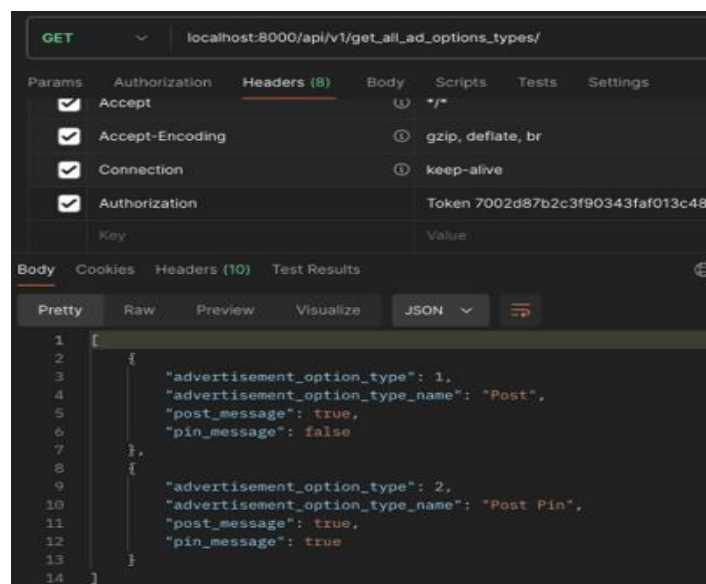 GET localhost:8000/api/v1/get_all_ad_options_types/
Params Authorization Headers (8) Body Scripts Tests Settings
Accept */*
Accept-Encoding gzip, deflate, br
Connection keep-alive
Authorization Token 7002d87b2c3f90343faf013c48
Key Value
Body Cookies Headers (10) Test Results
Pretty Raw Preview Visualize JSON
1 [
2 {
3 "advertisement_option_type": 1,
4 "advertisement_option_type_name": "Post",
5 "post_message": true,
6 "pin_message": false
7 },
8 {
9 "advertisement_option_type": 2,
10 "advertisement_option_type_name": "Post Pin",
11 "post_message": true,
12 "pin_message": true
13 }
14 ]